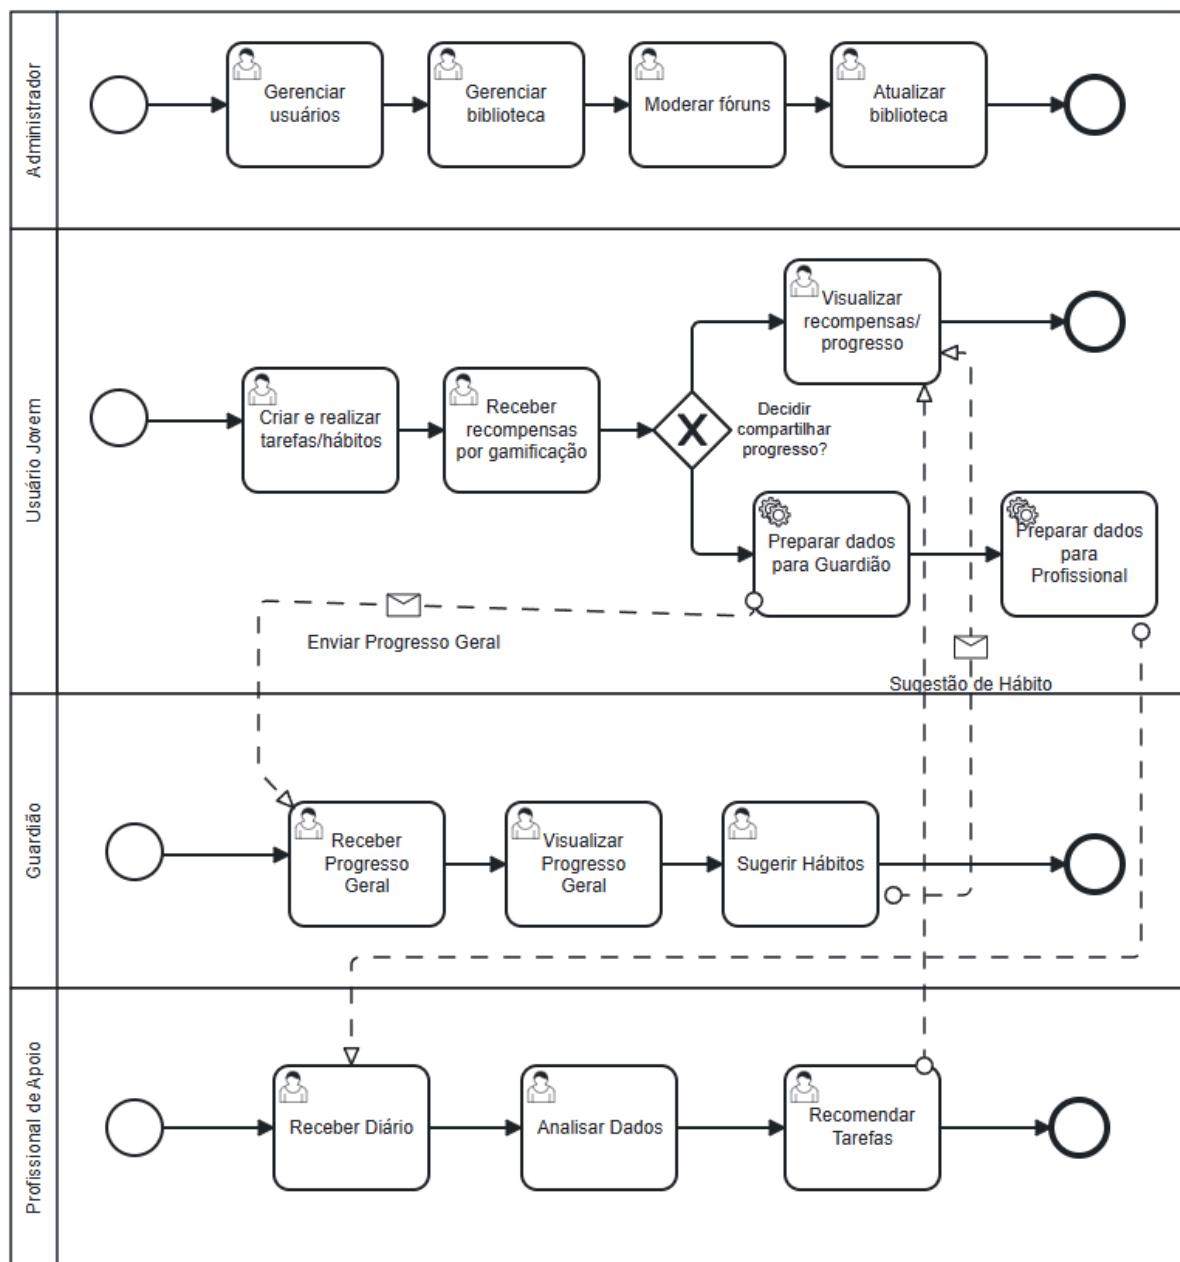 Administrador
Gerenciar
usuários
Gerenciar
biblioteca
Moderar fóruns
Atualizar
biblioteca
Usuário Jovem
Visualizar
recompensas/
progresso
Criar e realizar
tarefas/hábitos
Receber
recompensas
por gamificação
X
Decidir
compartilhar
progresso?
Preparar dados
para Guardião
Preparar dados
para
Profissional
Enviar Progresso Geral
Sugestão de Hábito
Guardião
Receber
Progresso
Geral
Visualizar
Progresso
Geral
Sugerir Hábitos
Profissional de Apoio
Receber Diário
Analisar Dados
Recomendar
Tarefas